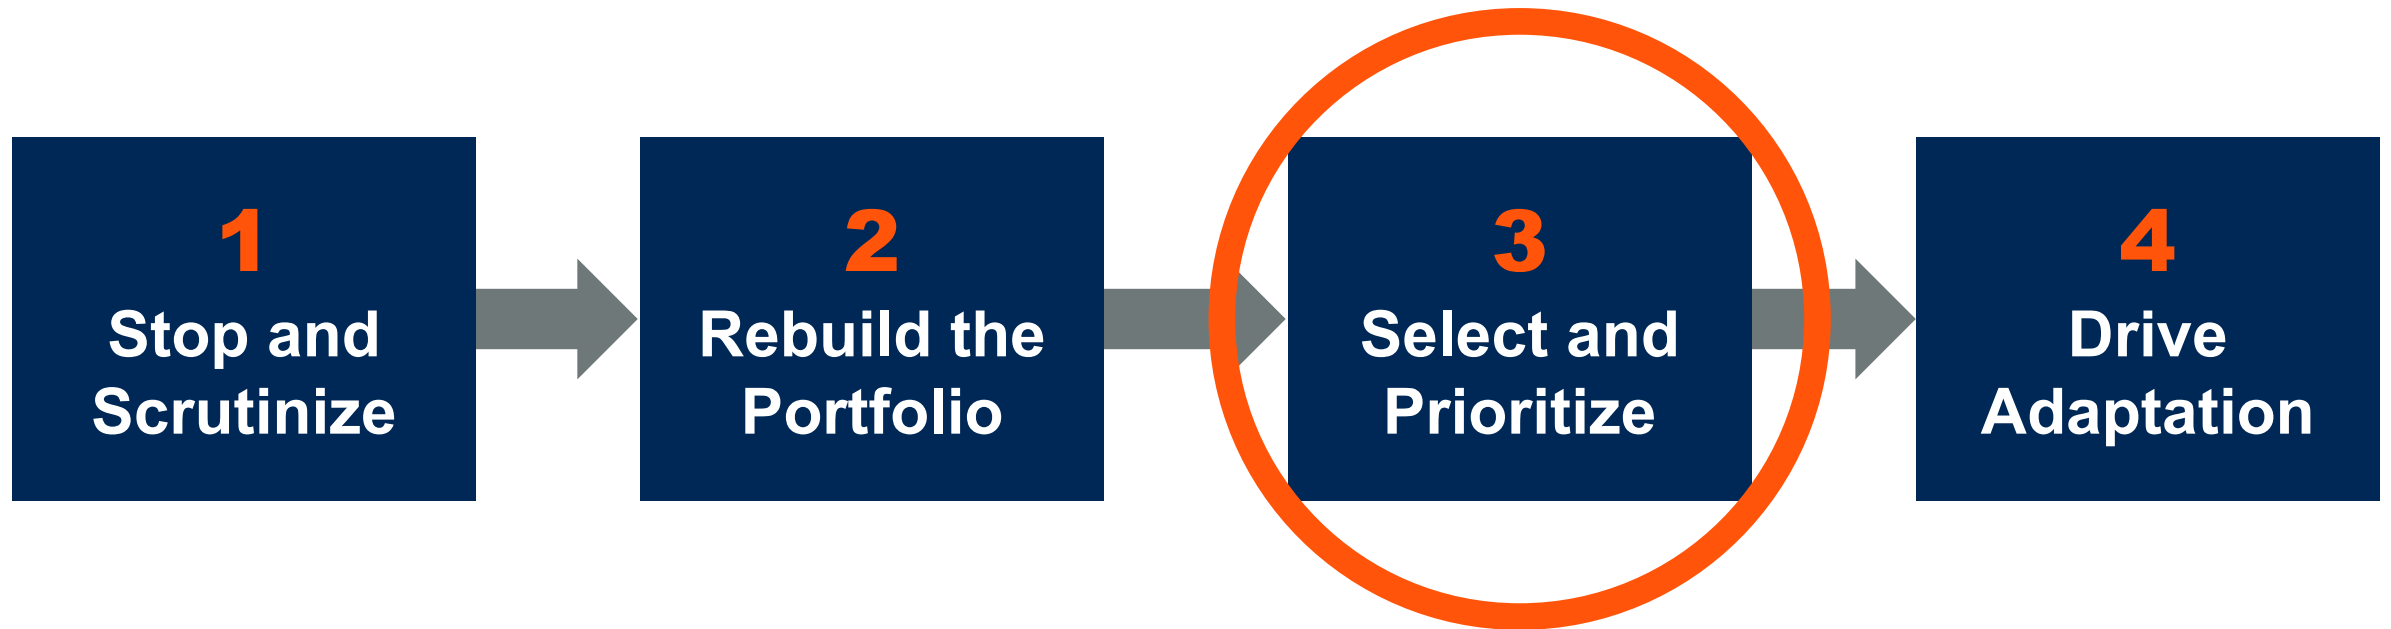 1
Stop and
Scrutinize
2
Rebuild the
Portfolio
3
Select and
Prioritize
4
Drive
Adaptation